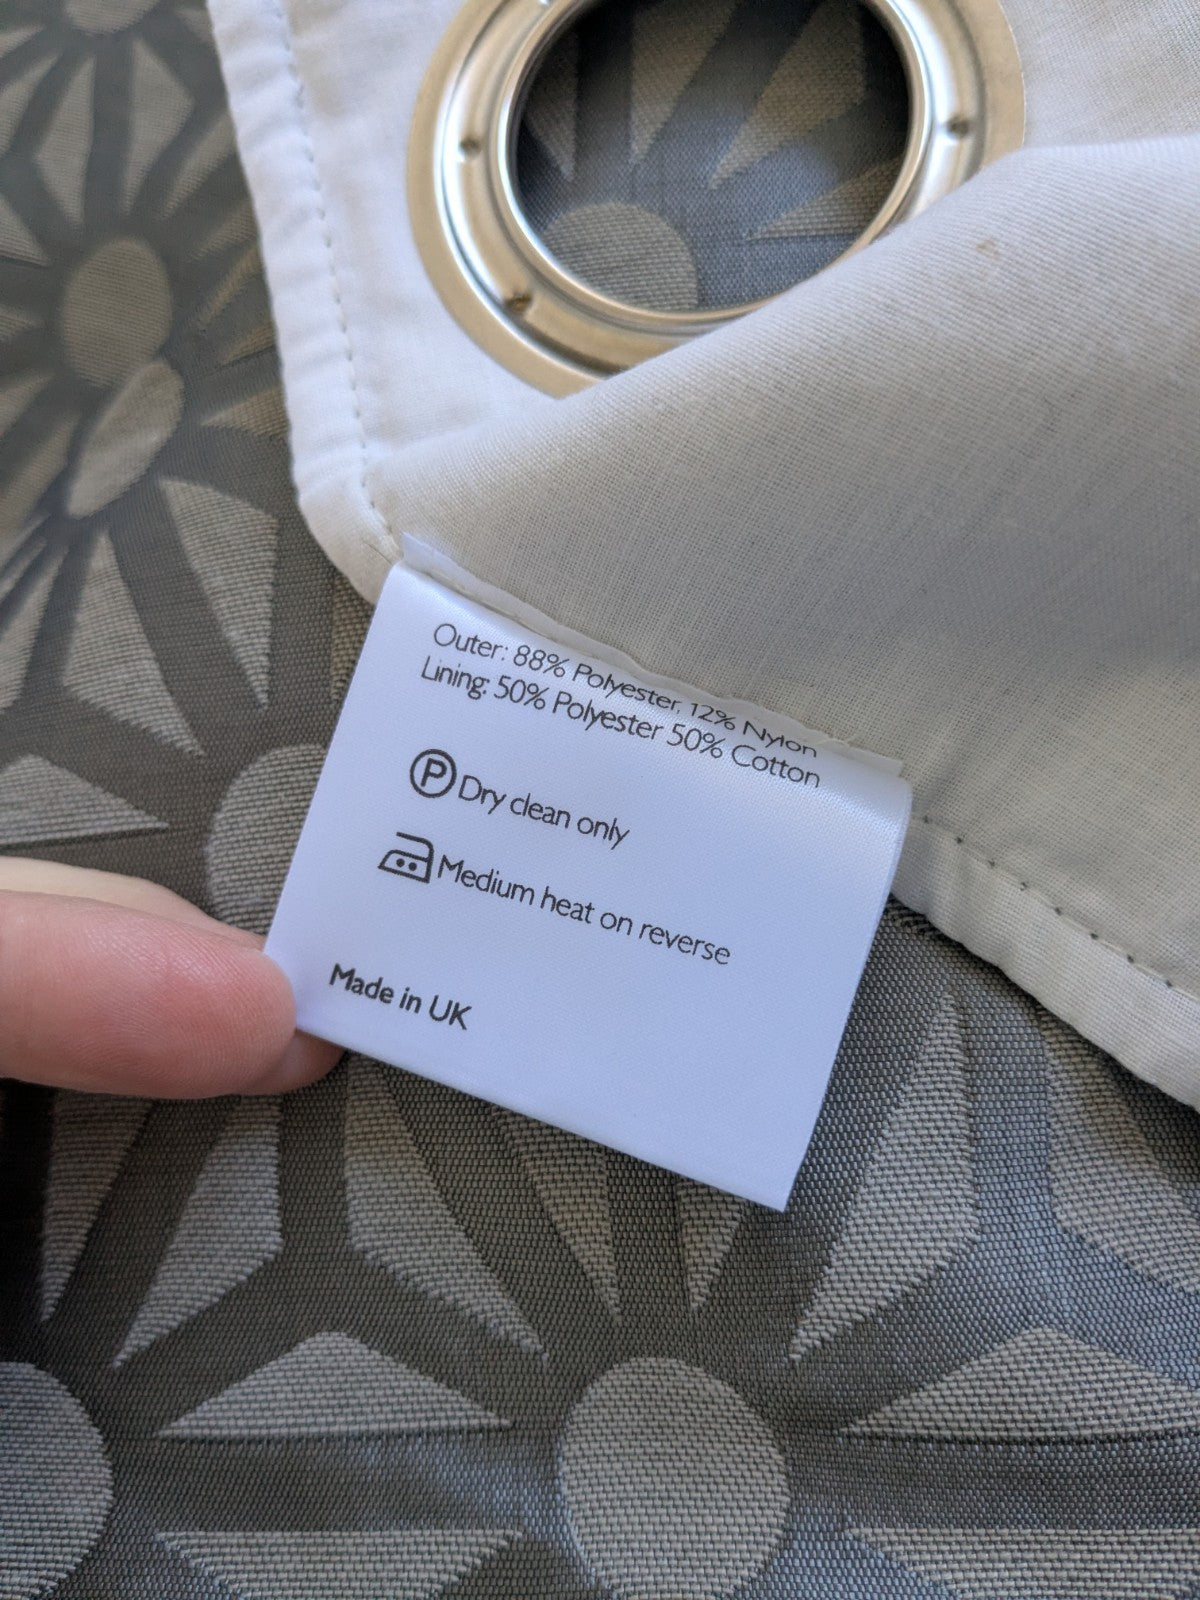 Outer: 88% Polyester, 12% Nylon
Lining: 50% Polyester 50% Cotton
P Dry clean only
Medium heat on reverse
Made in UK